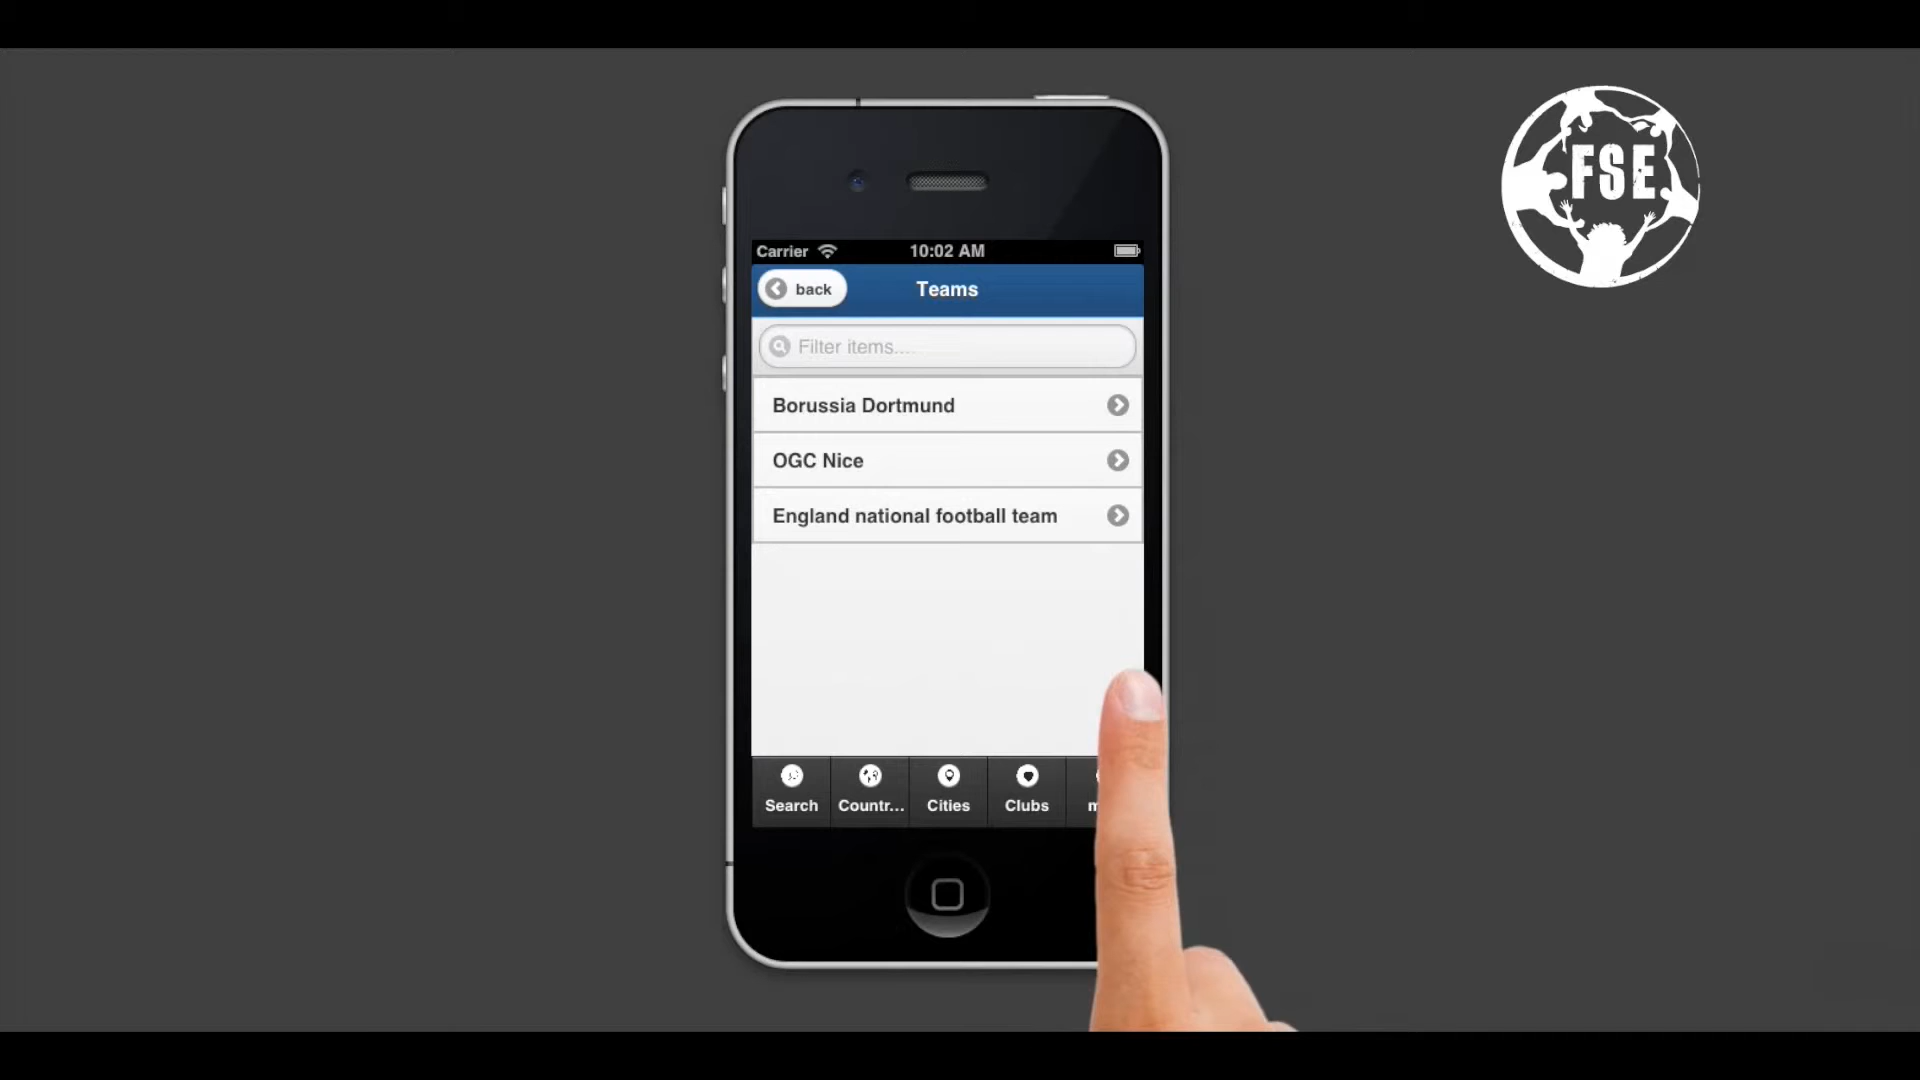 FSE
Carrier 10:02 AM
back Teams
Filter items...
Borussia Dortmund
OGC Nice
England national football team
Search Countr... Cities Clubs